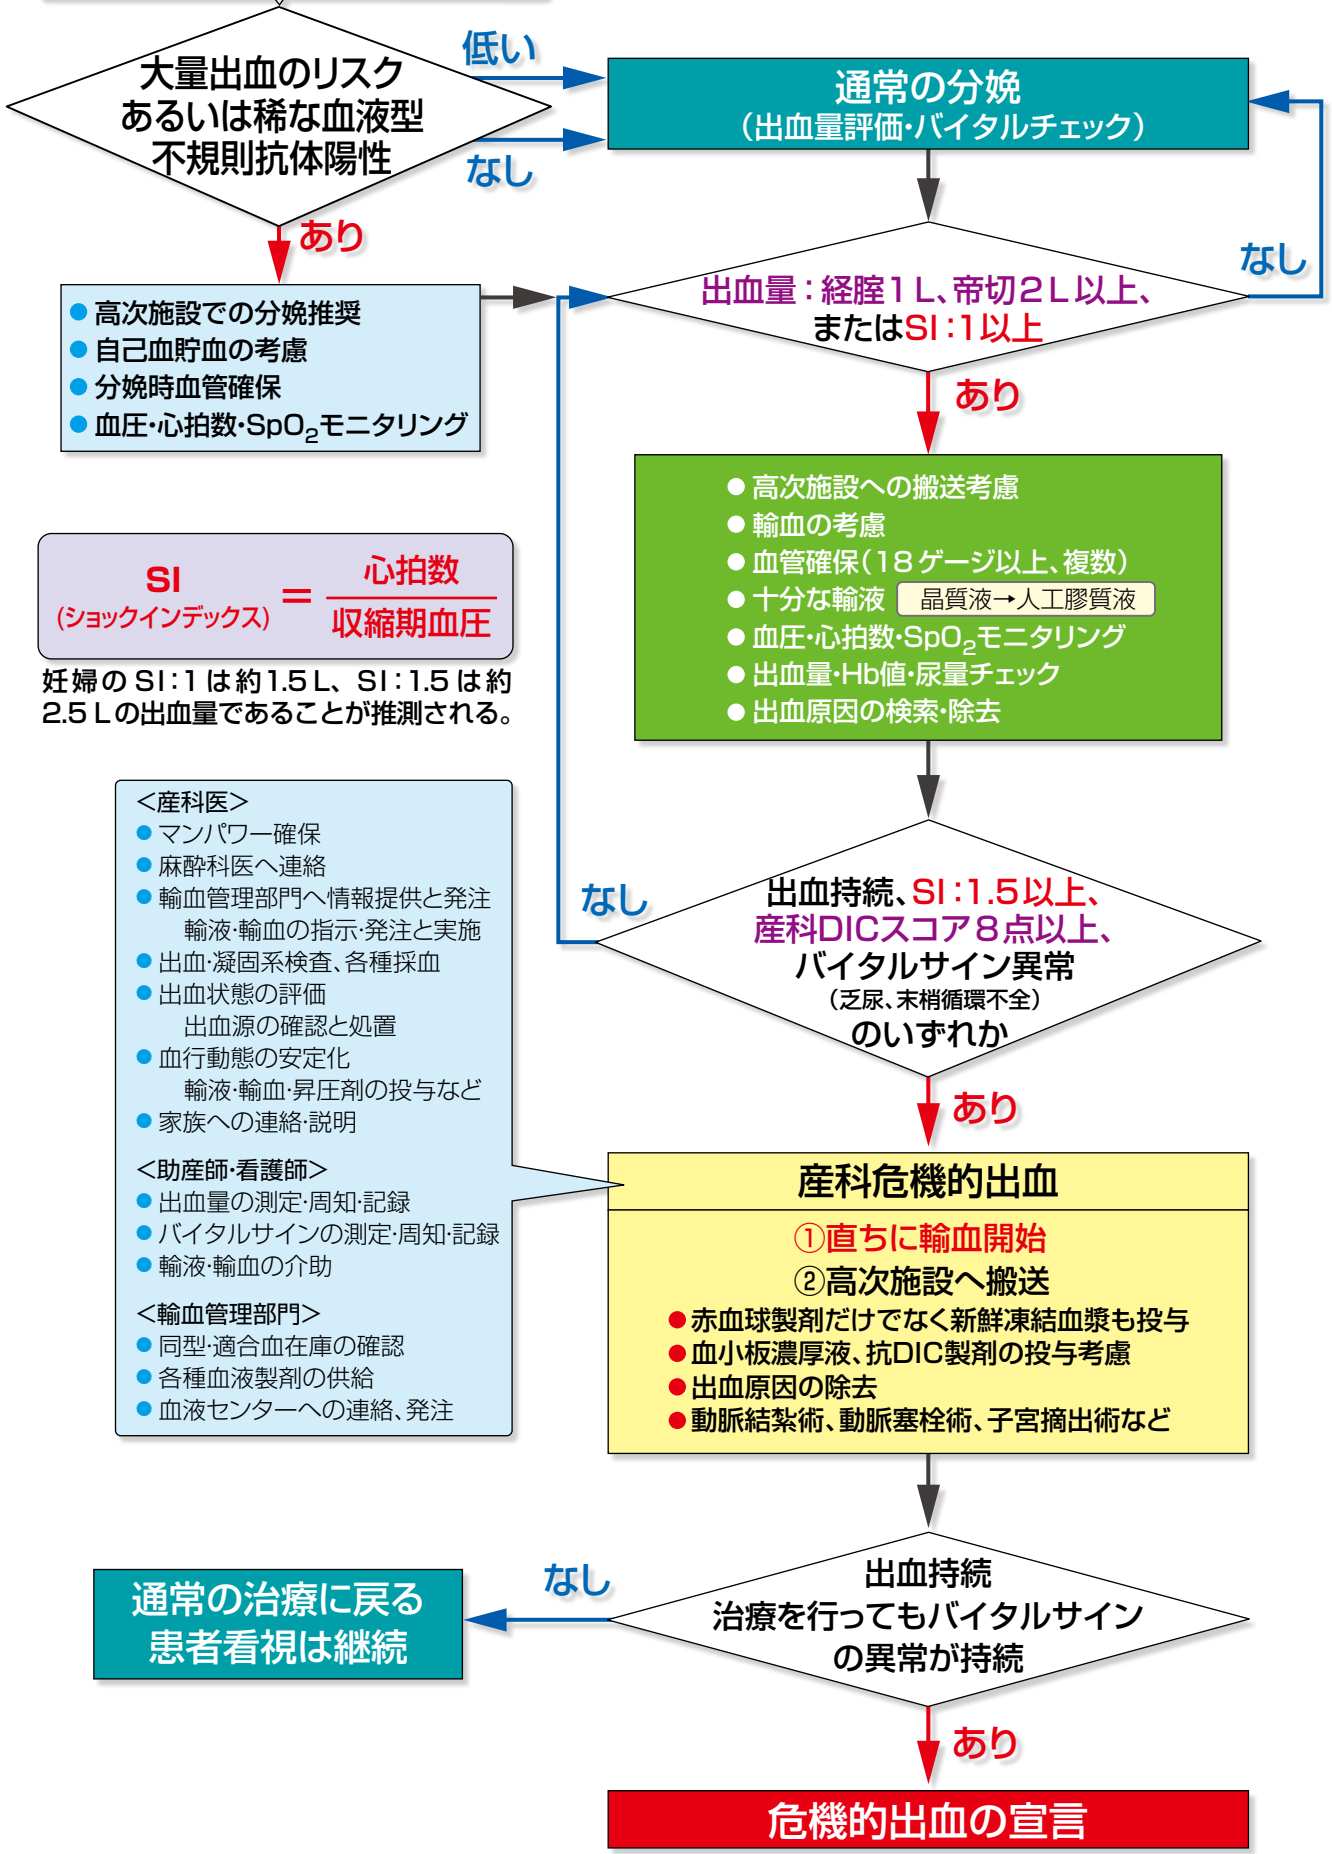 大量出血のリスク
あるいは稀な血液型
不規則抗体陽性
低い
なし
あり
通常の分娩
（出血量評価・バイタルチェック）
● 高次施設での分娩推奨
● 自己血貯血の考慮
● 分娩時血管確保
● 血圧・心拍数・SpO₂モニタリング
出血量：経腟1L、帝切2L以上、
またはSI：1以上
なし
あり
SI
(ショックインデックス)
＝
心拍数
収縮期血圧
妊婦のSI：1は約1.5L、SI：1.5は約
2.5Lの出血量であることが推測される。
● 高次施設への搬送考慮
● 輸血の考慮
● 血管確保（18ゲージ以上、複数）
● 十分な輸液 晶質液→人工膠質液
● 血圧・心拍数・SpO₂モニタリング
● 出血量・Hb値・尿量チェック
● 出血原因の検索・除去
出血持続、SI：1.5以上、
産科DICスコア8点以上、
バイタルサイン異常
（乏尿、末梢循環不全）
のいずれか
なし
あり
＜産科医＞
● マンパワー確保
● 麻酔科医へ連絡
● 輸血管理部門へ情報提供と発注
輸液・輸血の指示・発注と実施
● 出血・凝固系検査、各種採血
● 出血状態の評価
出血源の確認と処置
● 血行動態の安定化
輸液・輸血・昇圧剤の投与など
● 家族への連絡・説明
＜助産師・看護師＞
● 出血量の測定・周知・記録
● バイタルサインの測定・周知・記録
● 輸液・輸血の介助
＜輸血管理部門＞
● 同型・適合血在庫の確認
● 各種血液製剤の供給
● 血液センターへの連絡、発注
産科危機的出血
①直ちに輸血開始
②高次施設へ搬送
● 赤血球製剤だけでなく新鮮凍結血漿も投与
● 血小板濃厚液、抗DIC製剤の投与考慮
● 出血原因の除去
● 動脈結紮術、動脈塞栓術、子宮摘出術など
出血持続
治療を行ってもバイタルサイン
の異常が持続
なし
あり
通常の治療に戻る
患者看視は継続
危機的出血の宣言